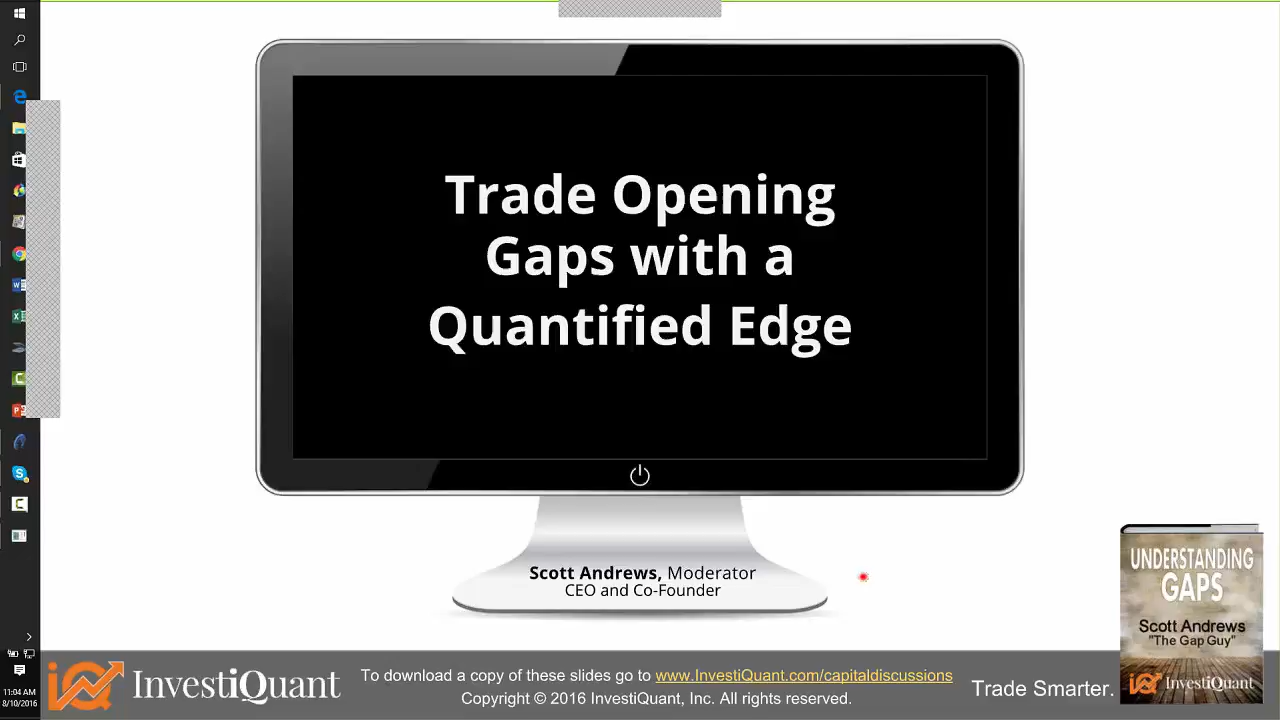 Trade Opening
Gaps with a
Quantified Edge
Scott Andrews, Moderator
CEO and Co-Founder
UNDERSTANDING
GAPS
Scott Andrews
"The Gap Guy"
InvestiQuant
11:04 AM
8/10/2016
InvestiQuant
To download a copy of these slides go to www.InvestiQuant.com/capitaldiscussions
Copyright © 2016 InvestiQuant, Inc. All rights reserved.
Trade Smarter.